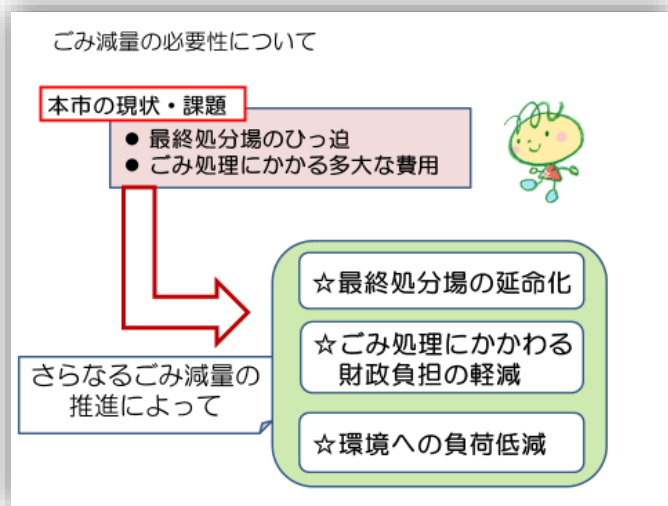 ごみ減量の必要性について
本市の現状・課題
● 最終処分場のひっ迫
● ごみ処理にかかる多大な費用
☆最終処分場の延命化
☆ごみ処理にかかわる
財政負担の軽減
さらなるごみ減量の
推進によって
☆環境への負荷低減